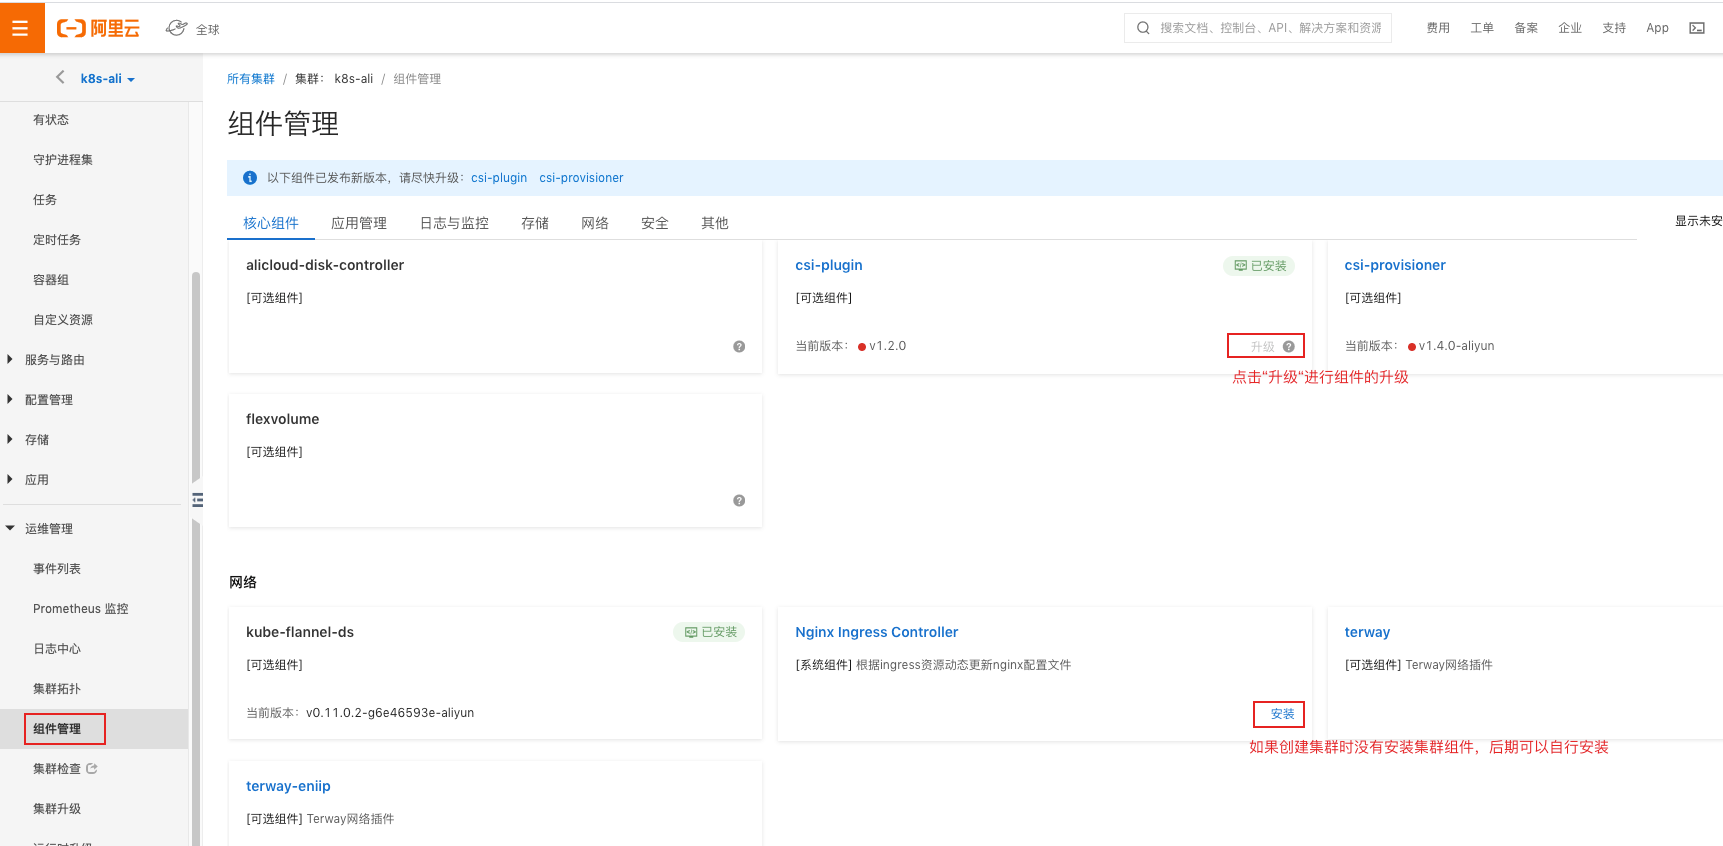 阿里云
全球
搜索文档、控制台、API、解决方案和资源
费用
工单
备案
企业
支持
App
k8s-ali
有状态
守护进程集
任务
定时任务
容器组
自定义资源
服务与路由
配置管理
存储
应用
运维管理
事件列表
Prometheus 监控
日志中心
集群拓扑
组件管理
集群检查
集群升级
运行时升级
所有集群 / 集群： k8s-ali / 组件管理
组件管理
以下组件已发布新版本，请尽快升级： csi-plugin csi-provisioner
核心组件 应用管理 日志与监控 存储 网络 安全 其他
显示未安
alicloud-disk-controller
[可选组件]
csi-plugin
已安装
[可选组件]
当前版本： v1.2.0
升级
点击“升级“进行组件的升级
csi-provisioner
[可选组件]
当前版本： v1.4.0-aliyun
flexvolume
[可选组件]
网络
kube-flannel-ds
已安装
[可选组件]
当前版本： v0.11.0.2-g6e46593e-aliyun
Nginx Ingress Controller
[系统组件] 根据ingress资源动态更新nginx配置文件
安装
如果创建集群时没有安装集群组件，后期可以自行安装
terway
[可选组件] Terway网络插件
terway-eniip
[可选组件] Terway网络插件